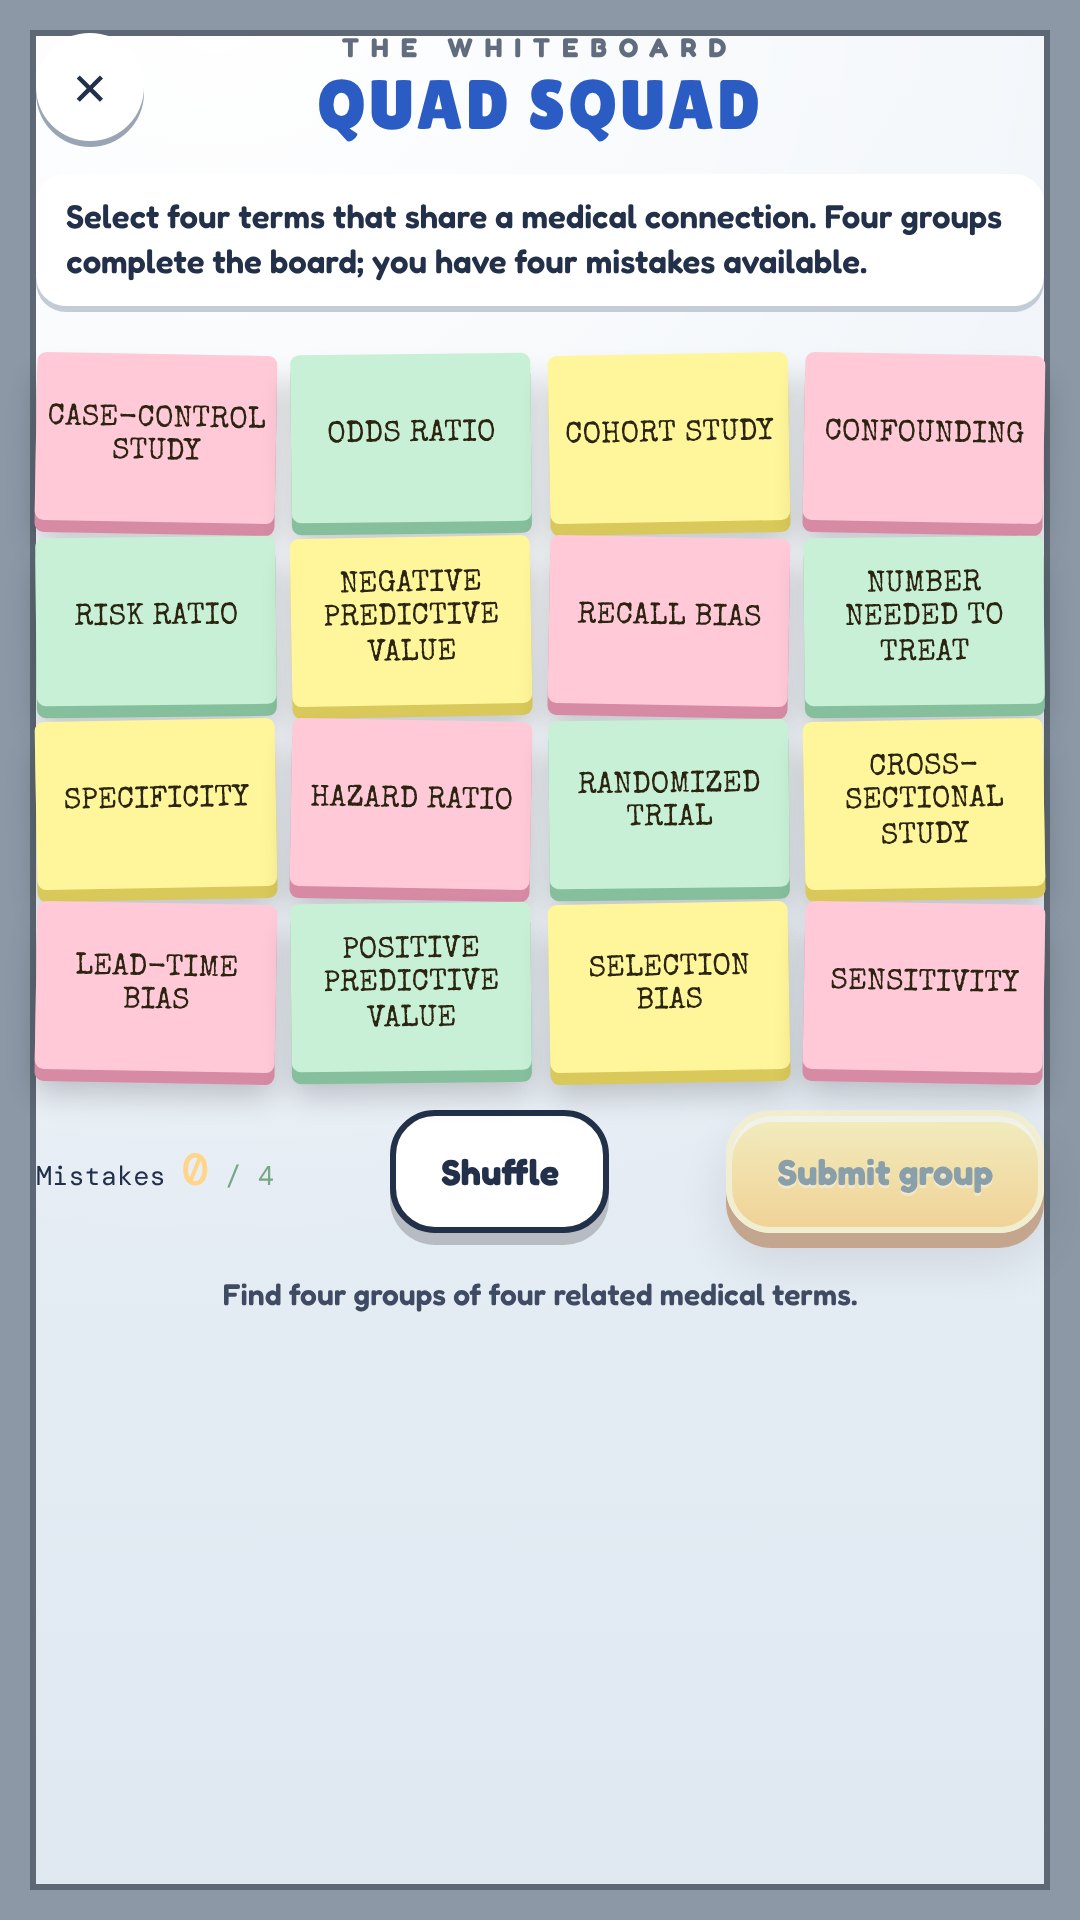 THE WHITEBOARD
QUAD SQUAD
Select four terms that share a medical connection. Four groups
complete the board; you have four mistakes available.
CASE-CONTROL
STUDY
ODDS RATIO
COHORT STUDY
CONFOUNDING
RISK RATIO
NEGATIVE
PREDICTIVE
VALUE
RECALL BIAS
NUMBER
NEEDED TO
TREAT
SPECIFICITY
HAZARD RATIO
RANDOMIZED
TRIAL
CROSS-
SECTIONAL
STUDY
LEAD-TIME
BIAS
POSITIVE
PREDICTIVE
VALUE
SELECTION
BIAS
SENSITIVITY
Mistakes 0 / 4
Shuffle
Submit group
Find four groups of four related medical terms.